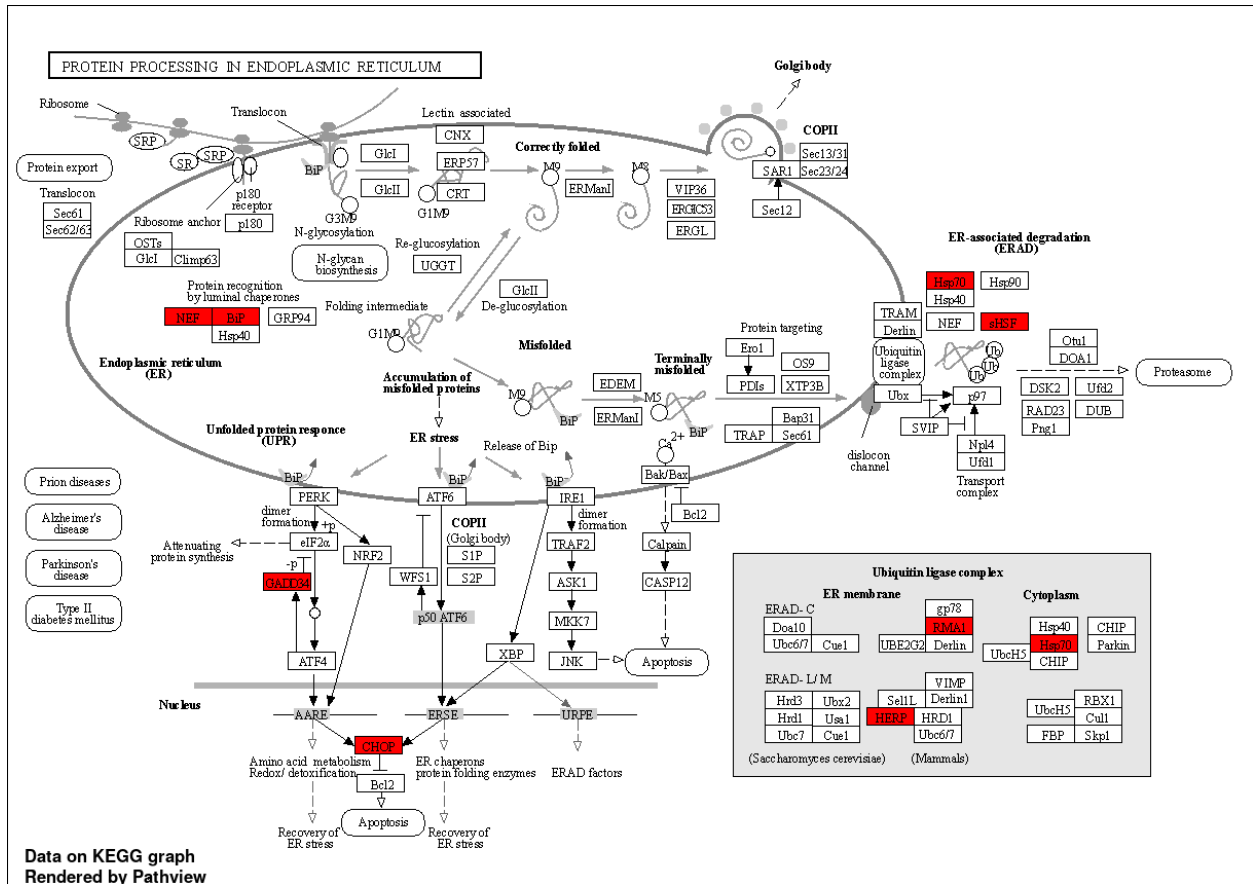 PROTEIN PROCESSING IN ENDOPLASMIC RETICULUM
Golgi body
Ribosome
Translocon
Lectin associated
CNX
COPII
SRP
SRP
SR
BiP
GlcI
ERP57
Correctly folded
Sec13/31
Protein export
GlcII
CRT
M9
M8
ERManI
VIP36
SAR1
Sec23/24
Translocon
p180
receptor
G3M9
G1M9
ERGIC53
Sec12
Sec61
Ribosome anchor
p180
N-glycosylation
ERGL
Sec62/63
OSTs
Re-glucosylation
ER-associated degradation
(ERAD)
GlcI
Climp63
N-glycan
biosynthesis
UGGT
Protein recognition
by luminal chaperones
GlcII
De-glucosylation
Hsp70
Hsp90
Hsp40
NEF
BiP
GRP94
Hsp40
Folding intermediate
G1M9
TRAM
Derlin
NEF
sHSF
Endoplasmic reticulum
(ER)
Misfolded
Protein targeting
Ero1
OS9
Ubiquitin
ligase
complex
Ub
Ub
Ub
Otu1
DOA1
Accumulation of
misfolded proteins
Terminally
misfolded
PDIs
XTP3B
Proteasome
M9
EDEM
ERManI
M5
BiP
BiP
Ubx
p97
DSK2
Ufd2
Unfolded protein responce
(UPR)
ER stress
Release of Bip
Ca2+
TRAP
Bap31
Sec61
SVIP
RAD23
DUB
Png1
dislocon
channel
Npl4
Ufd1
Transport
complex
BiP
BiP
BiP
Bak/Bax
Prion diseases
PERK
ATF6
IRE1
Bcl2
Alzheimer's
disease
dimer
formation
+p
eIF2α
COPII
(Golgi body)
dimer
formation
Attenuating
protein synthesis
NRF2
S1P
TRAF2
Calpain
Parkinson's
disease
-p
GADD34
WFS1
S2P
ASK1
CASP12
Type II
diabetes mellitus
p50 ATF6
MKK7
ATF4
XBP
JNK
Apoptosis
Nucleus
AARE
ERSE
URPE
CHOP
Amino acid metabolism
Redox/ detoxification
ER chaperons
protein folding enzymes
ERAD factors
Bcl2
Apoptosis
Recovery of
ER stress
Recovery of
ER stress
Ubiquitin ligase complex
ER membrane
Cytoplasm
ERAD- C
gp78
Doa10
RMA1
Hsp40
CHIP
Ubc6/7
Cue1
UBE2G2
Derlin
UbcH5
Hsp70
Parkin
CHIP
ERAD- L/ M
VIMP
Hrd3
Ubx2
Sel1L
Derlin1
RBX1
Hrd1
Usa1
HERP
HRD1
UbcH5
Cul1
Ubc7
Cue1
Ubc6/7
FBP
Skp1
(Saccharomyces cerevisiae)
(Mammals)
Data on KEGG graph
Rendered by Pathview